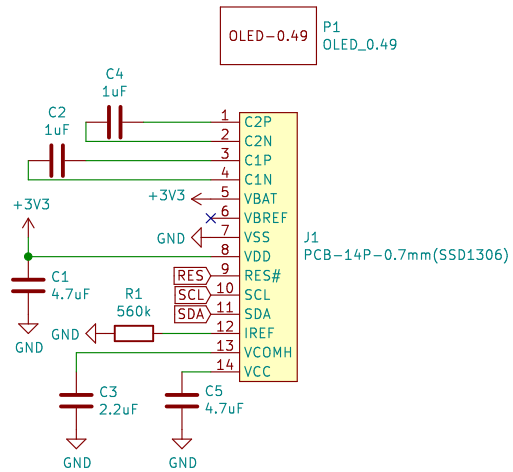 OLED-0.49
P1
OLED_0.49
C4
1uF
C2
1uF
1 C2P
2 C2N
3 C1P
4 C1N
+3V3 5 VBAT
6 VBREF
GND 7 VSS
8 VDD
RES 9 RES#
SCL 10 SCL
SDA 11 SDA
12 IREF
13 VCOMH
14 VCC
J1
PCB-14P-0.7mm(SSD1306)
+3V3
C1
4.7uF
GND
R1
560k
GND
C3
2.2uF
GND
C5
4.7uF
GND